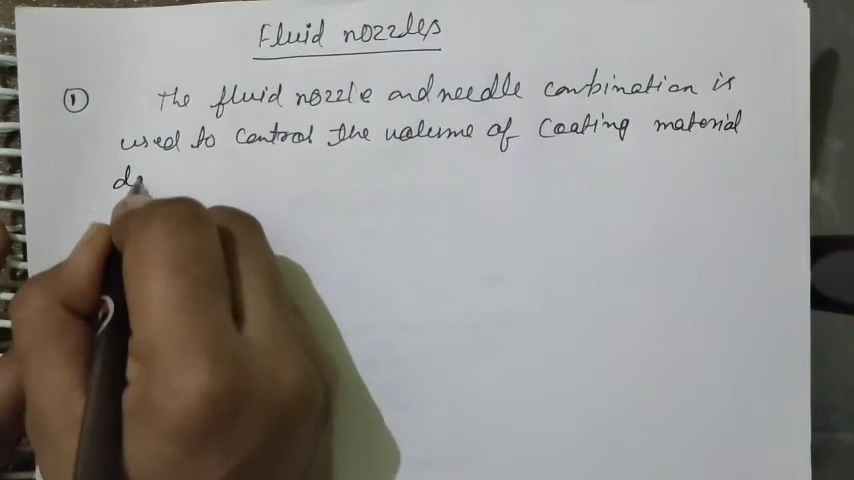 Fluid nozzles
① The fluid nozzle and needle combination is
used to control the volume of coating material
d